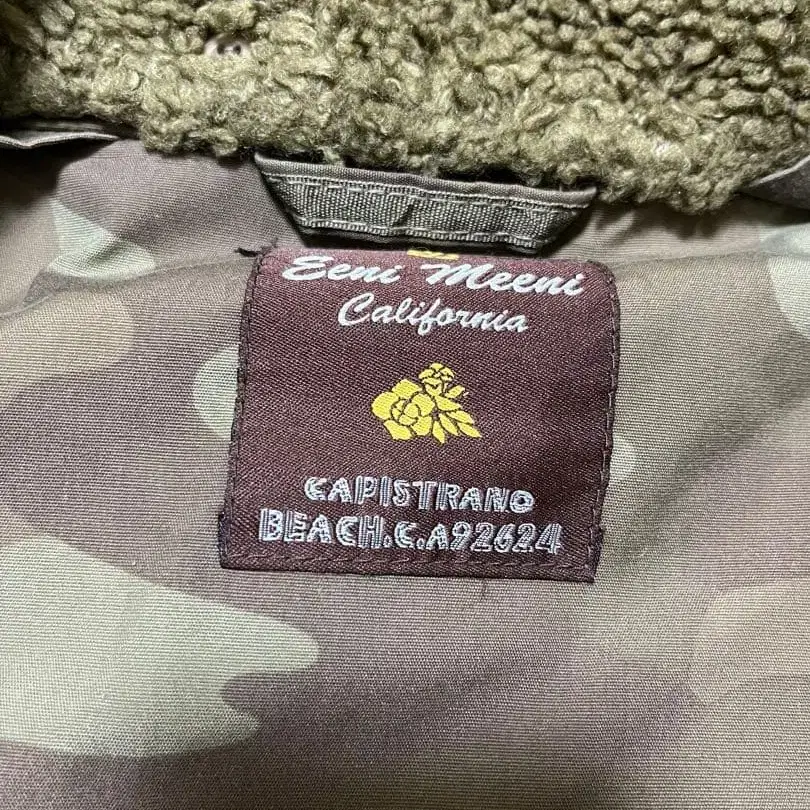 Eeni Meeni
California
CAPISTRANO
BEACH.C.A92624